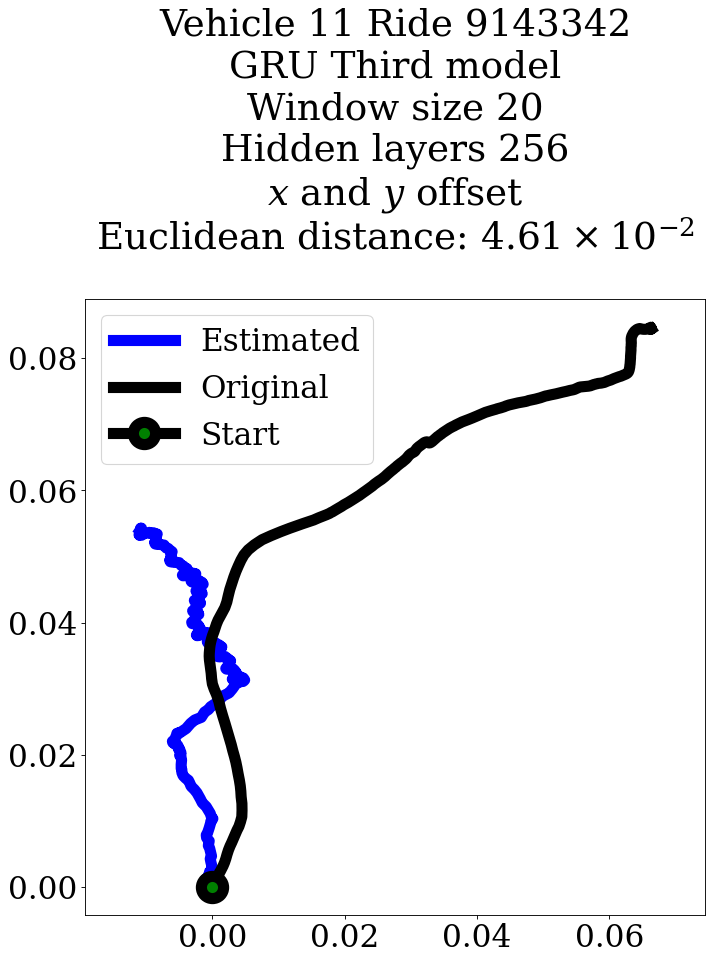 Vehicle 11 Ride 9143342
GRU Third model
Window size 20
Hidden layers 256
x and y offset
Euclidean distance: 4.61 × 10⁻²
Estimated
Original
Start
0.08
0.06
0.04
0.02
0.00
0.00 0.02 0.04 0.06